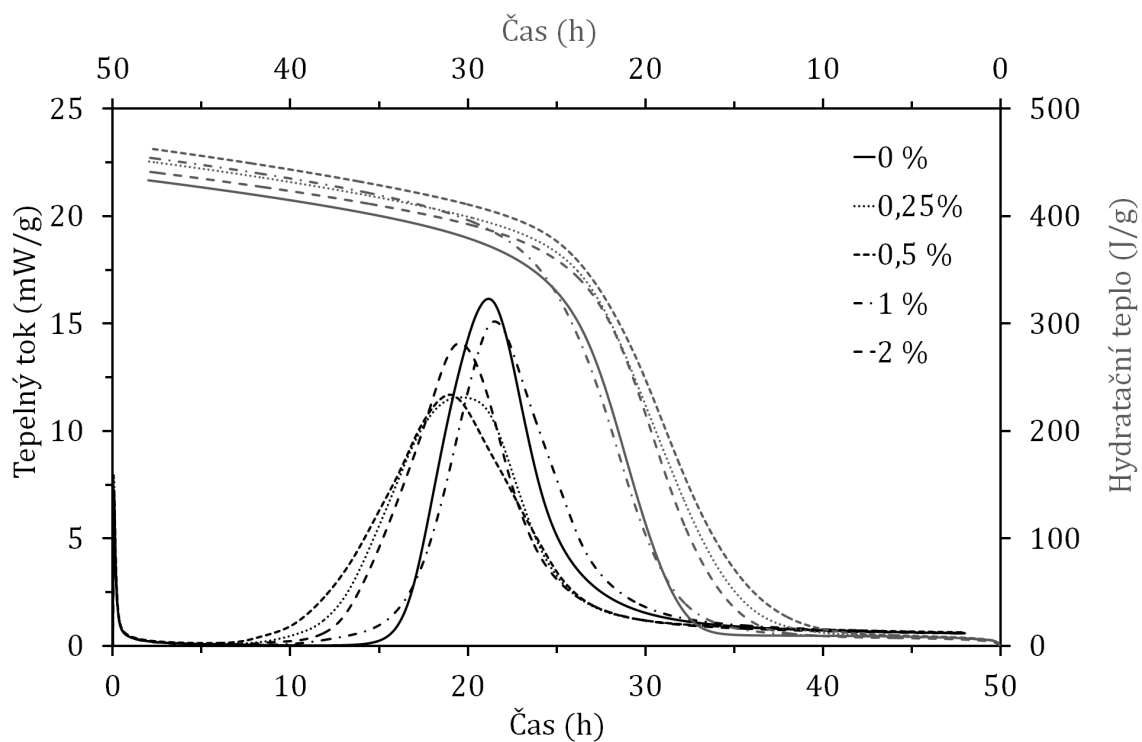 Čas (h)
50 40 30 20 10 0
25 500
20 400
15 300
10 200
5 100
0 0
Tepelný tok (mW/g)
Hydratační teplo (J/g)
0 %
0,25%
0,5 %
1 %
2 %
0 10 20 30 40 50
Čas (h)